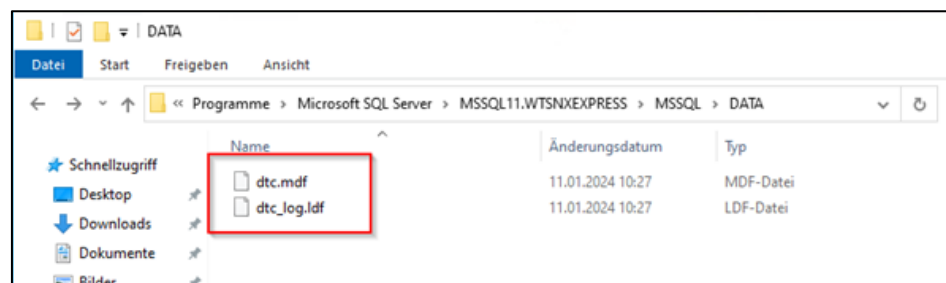 DATA
Datei Start Freigeben Ansicht
« Programme › Microsoft SQL Server › MSSQL11.WTSNXEXPRESS › MSSQL › DATA
Name Änderungsdatum Typ
Schnellzugriff
dtc.mdf 11.01.2024 10:27 MDF-Datei
Desktop
dtc_log.ldf 11.01.2024 10:27 LDF-Datei
Downloads
Dokumente
Bilder